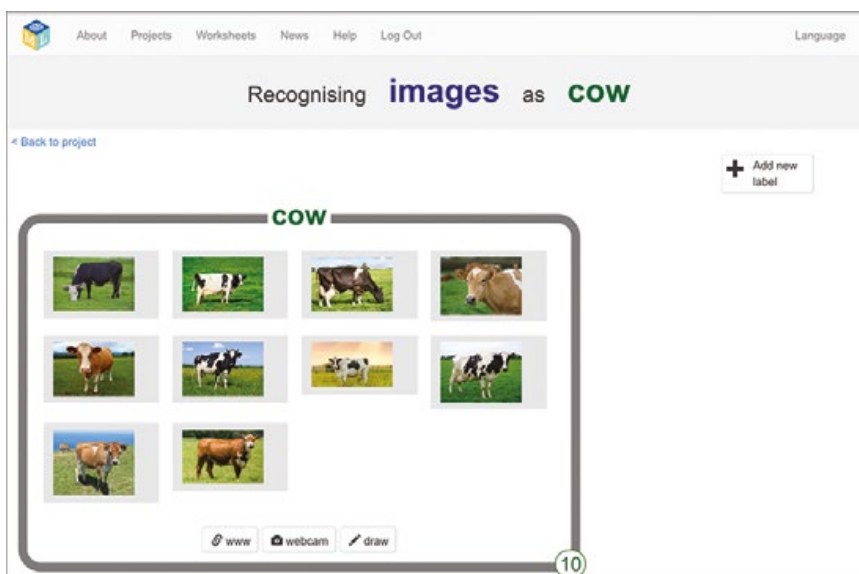 About Projects Worksheets News Help Log Out Language
Recognising images as cow
< Back to project
Add new
label
cow
www webcam draw
10